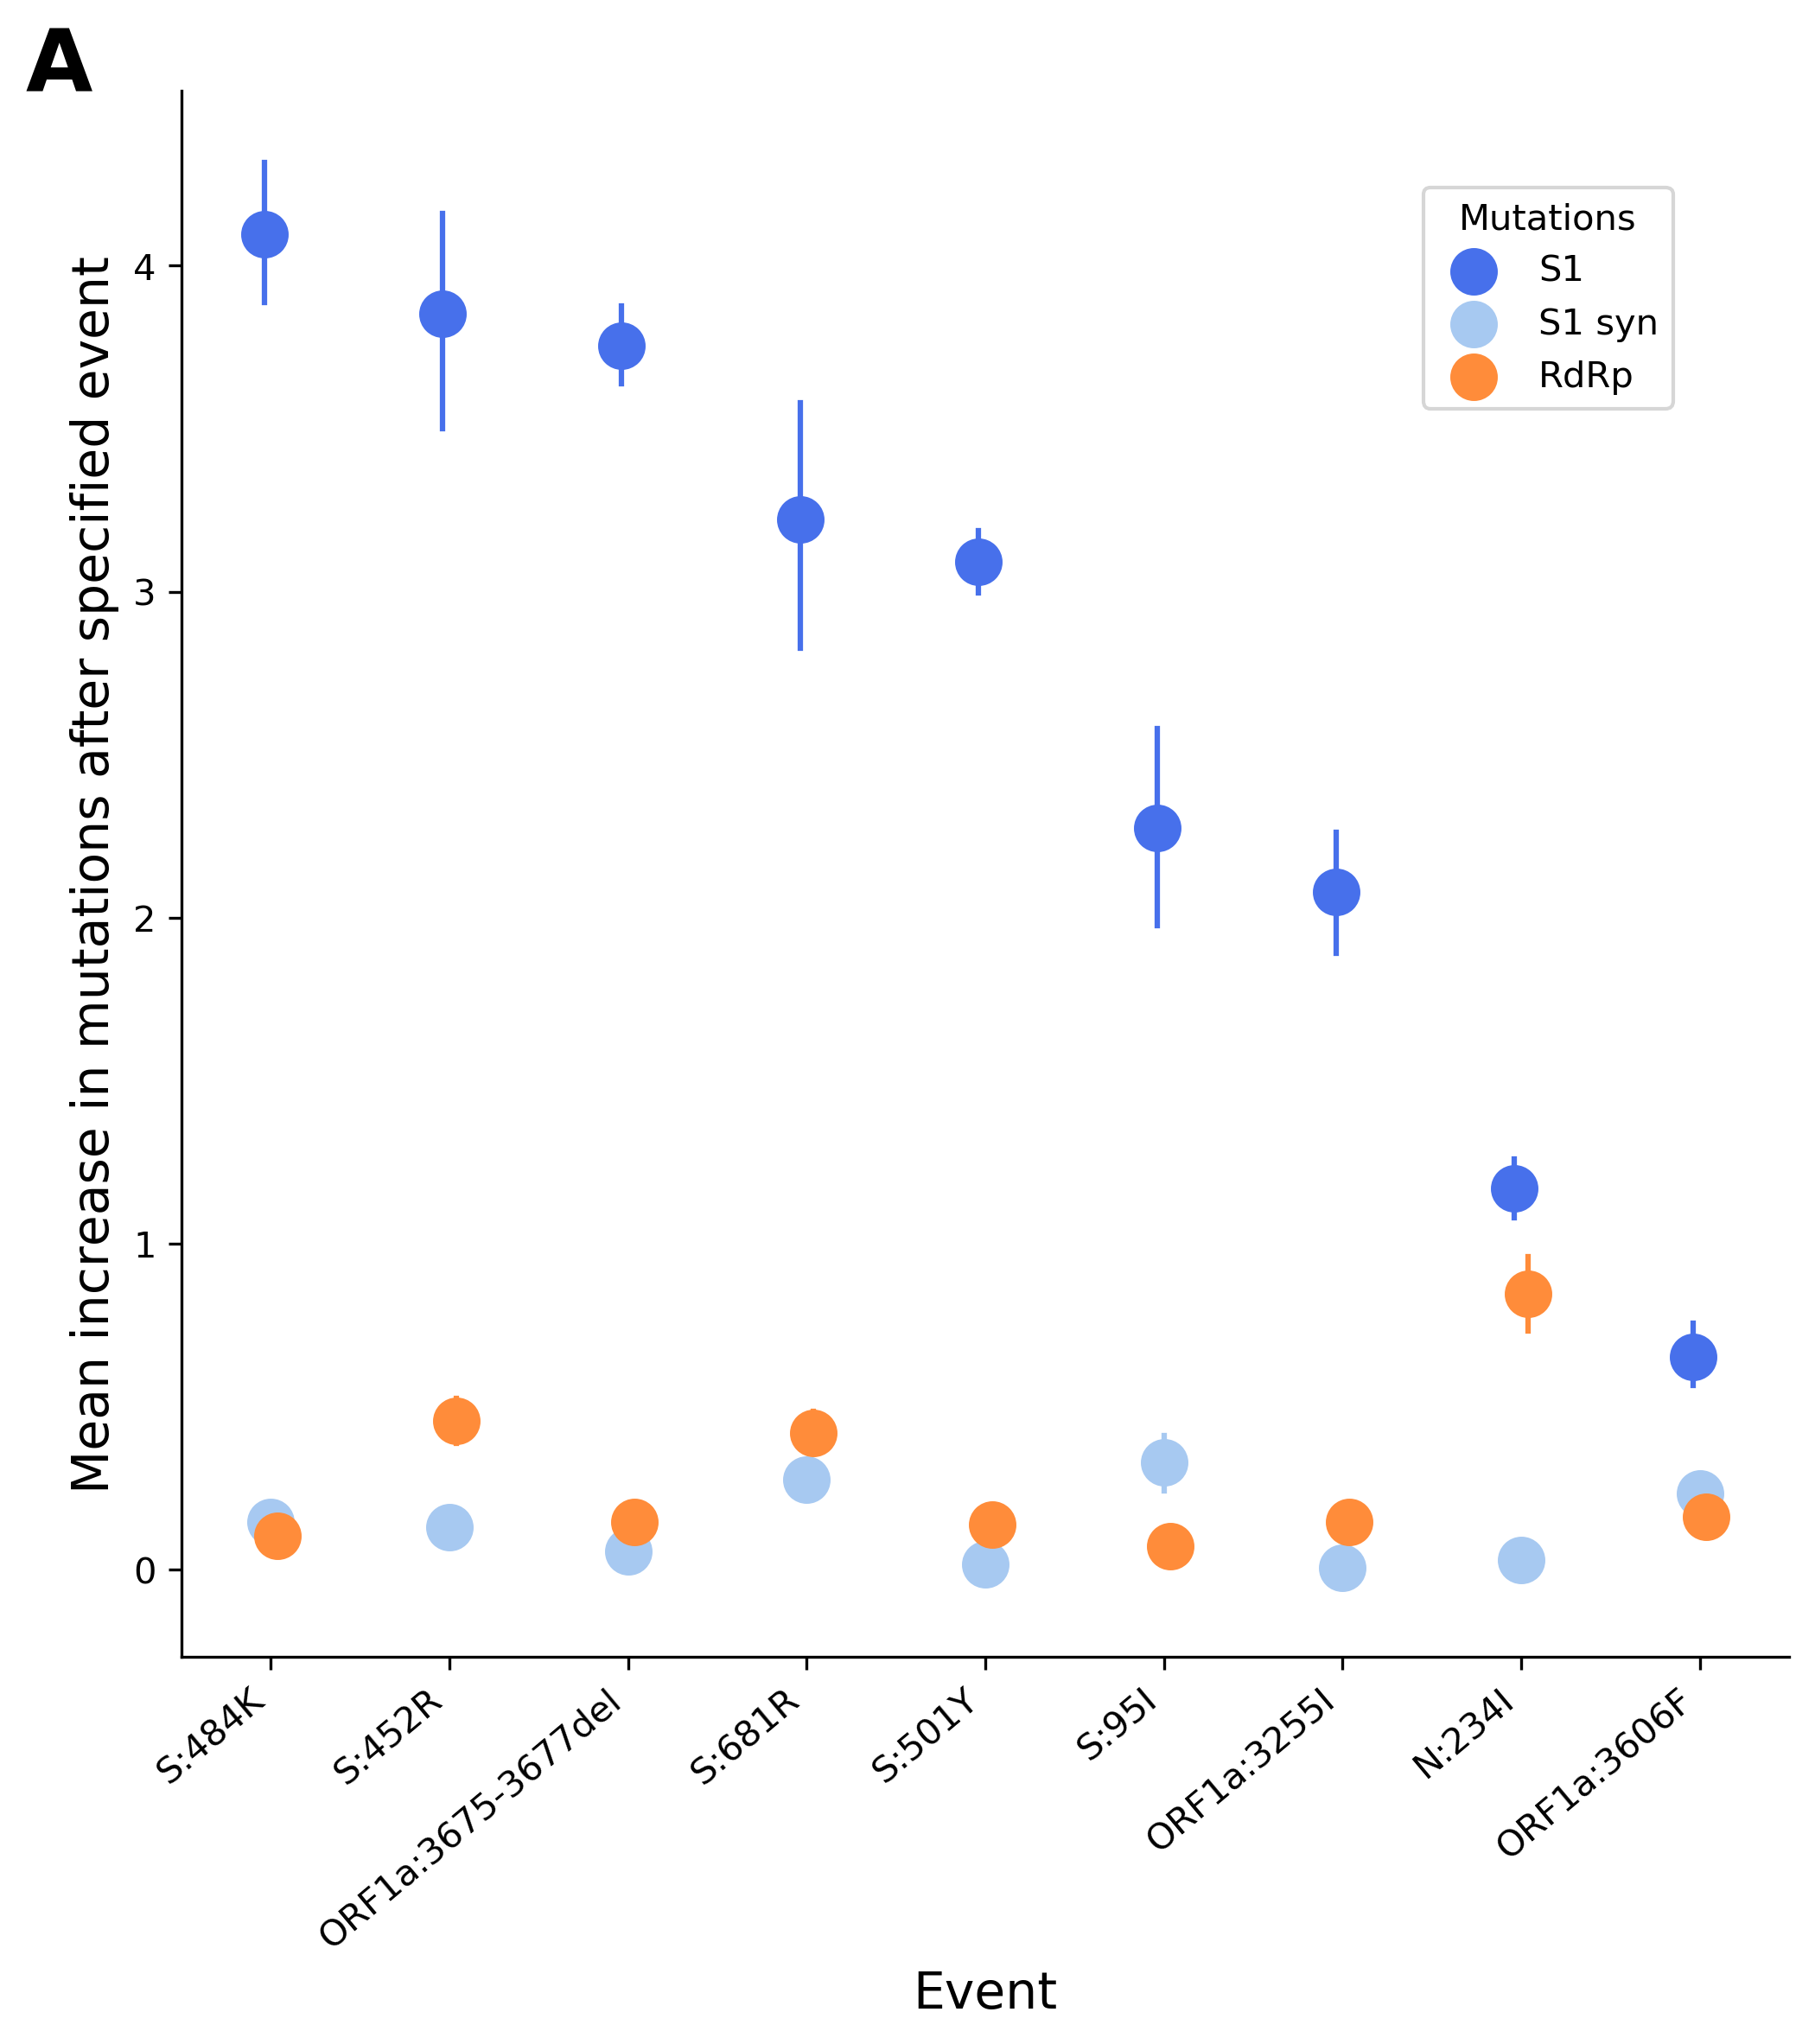 A
Mean increase in mutations after specified event
4
3
2
1
0
Mutations
S1
S1 syn
RdRp
S:484K
S:452R
ORF1a:3675-3677del
S:681R
S:501Y
S:95I
ORF1a:3255I
N:234I
ORF1a:3606F
Event